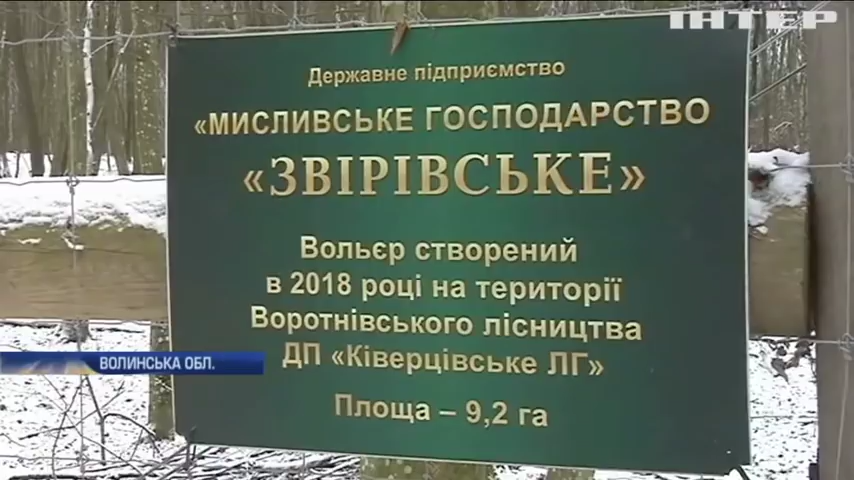 ІНТЕР
Державне підприємство
«МИСЛИВСЬКЕ ГОСПОДАРСТВО
«ЗВІРІВСЬКЕ»
Вольєр створений
в 2018 році на території
Воротнівського лісництва
ДП «Ківерцівське ЛГ»
ВОЛИНСЬКА ОБЛ.
Площа – 9,2 га